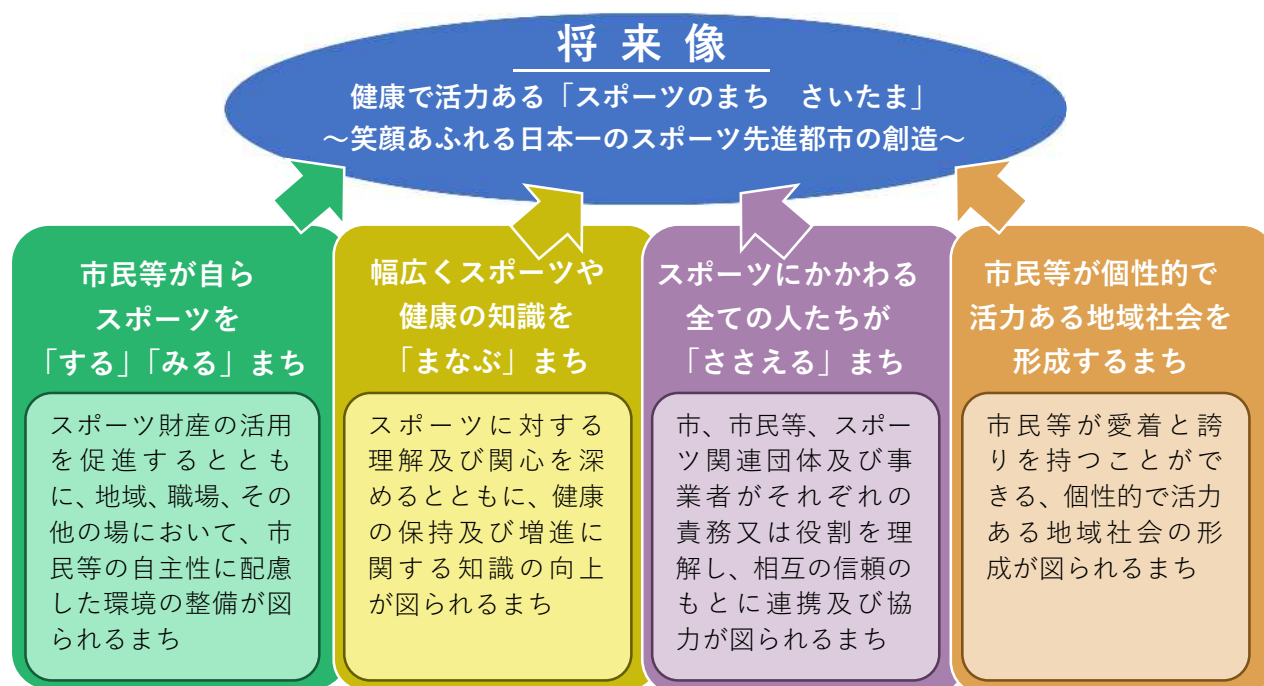 将来像
健康で活力ある「スポーツのまち　さいたま」
～笑顔あふれる日本一のスポーツ先進都市の創造～
市民等が自ら
スポーツを
「する」「みる」まち
スポーツ財産の活用
を促進するととも
に、地域、職場、その
他の場において、市
民等の自主性に配慮
した環境の整備が図
られるまち
幅広くスポーツや
健康の知識を
「まなぶ」まち
スポーツに対する
理解及び関心を深
めるとともに、健康
の保持及び増進に
関する知識の向上
が図られるまち
スポーツにかかわる
全ての人たちが
「ささえる」まち
市、市民等、スポー
ツ関連団体及び事
業者がそれぞれの
責務又は役割を理
解し、相互の信頼の
もとに連携及び協
力が図られるまち
市民等が個性的で
活力ある地域社会を
形成するまち
市民等が愛着と誇
りを持つことがで
きる、個性的で活力
ある地域社会の形
成が図られるまち